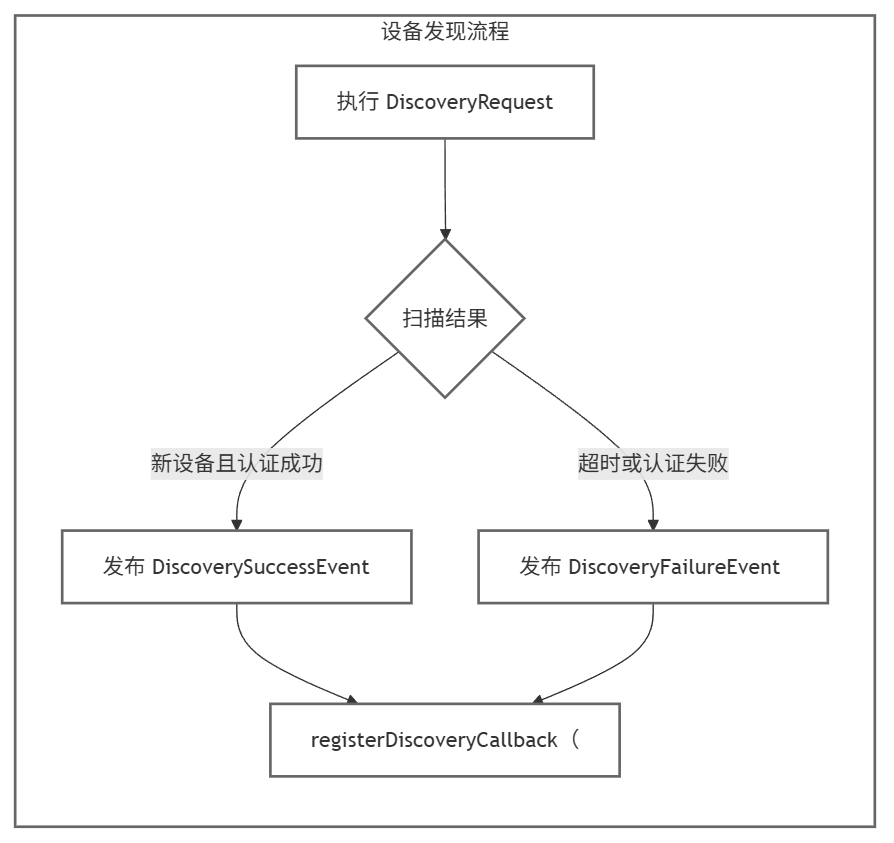 设备发现流程
执行 DiscoveryRequest
扫描结果
新设备且认证成功
超时或认证失败
发布 DiscoverySuccessEvent
发布 DiscoveryFailureEvent
registerDiscoveryCallback（